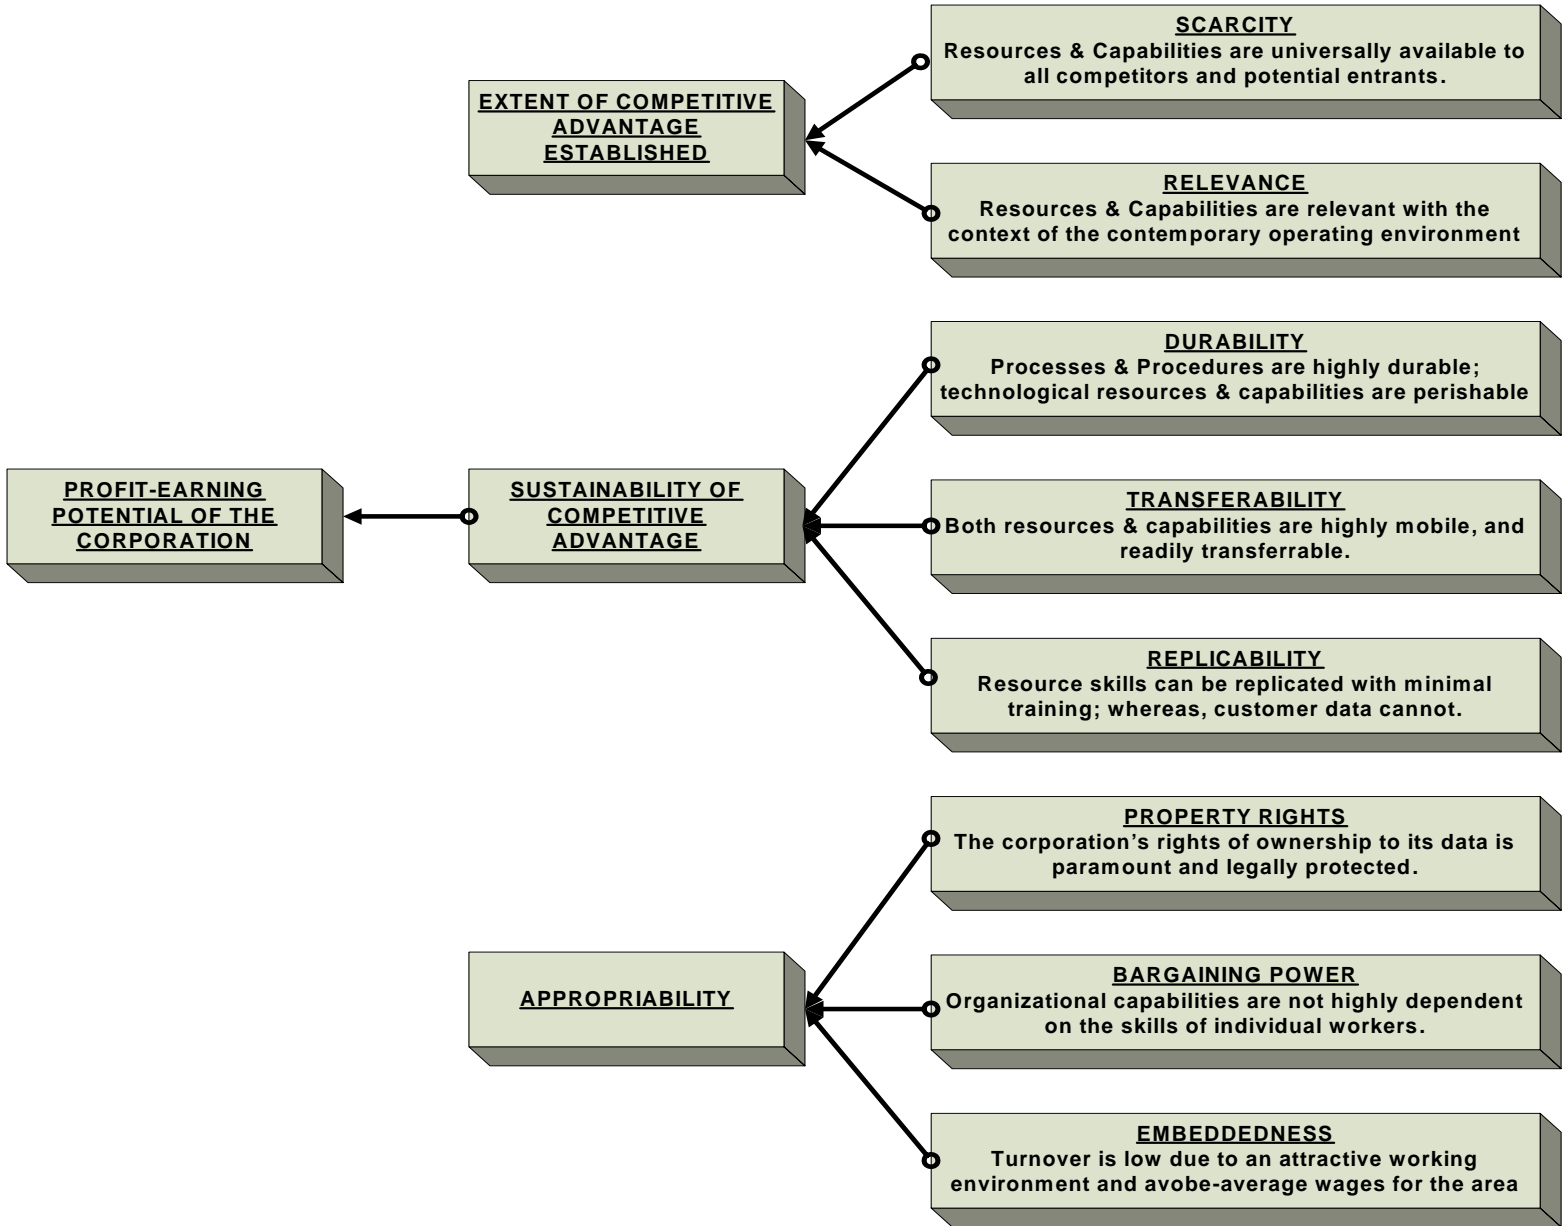 SCARCITY
Resources & Capabilities are universally available to
all competitors and potential entrants.
EXTENT OF COMPETITIVE
ADVANTAGE
ESTABLISHED
RELEVANCE
Resources & Capabilities are relevant with the
context of the contemporary operating environment
DURABILITY
Processes & Procedures are highly durable;
technological resources & capabilities are perishable
PROFIT-EARNING
POTENTIAL OF THE
CORPORATION
SUSTAINABILITY OF
COMPETITIVE
ADVANTAGE
TRANSFERABILITY
Both resources & capabilities are highly mobile, and
readily transferrable.
REPLICABILITY
Resource skills can be replicated with minimal
training; whereas, customer data cannot.
PROPERTY RIGHTS
The corporation’s rights of ownership to its data is
paramount and legally protected.
APPROPRIABILITY
BARGAINING POWER
Organizational capabilities are not highly dependent
on the skills of individual workers.
EMBEDDEDNESS
Turnover is low due to an attractive working
environment and avobe-average wages for the area